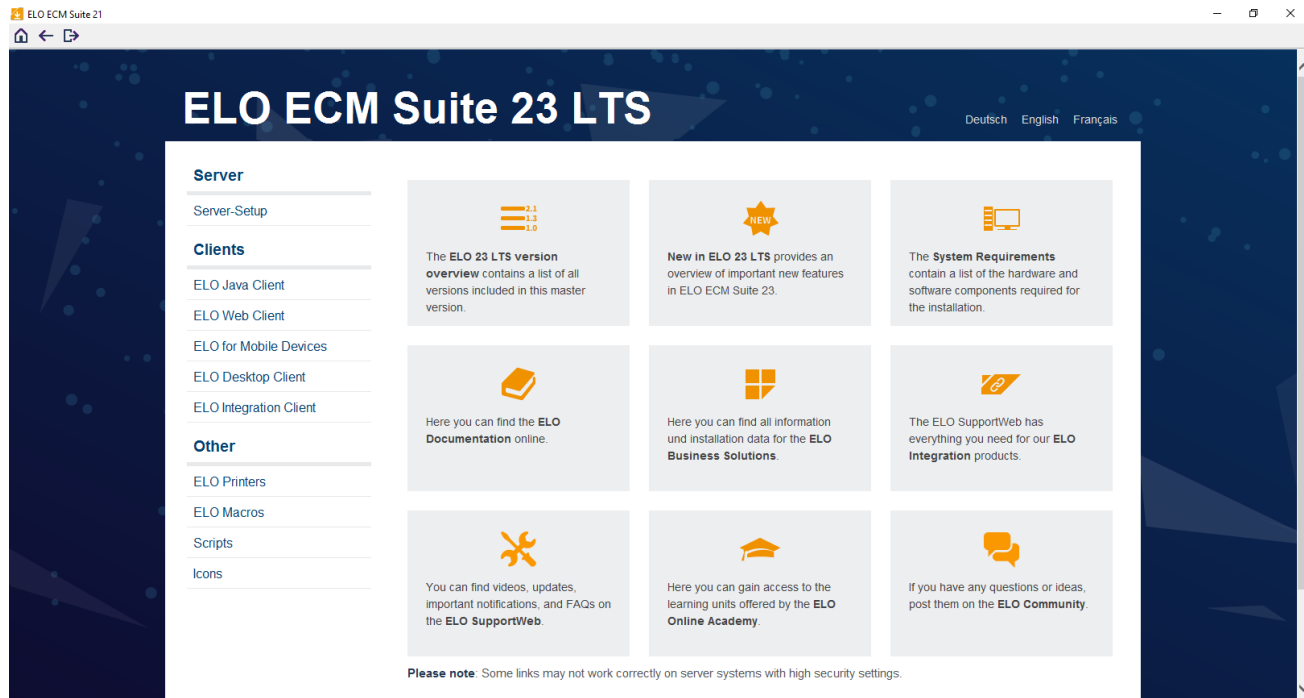 ELO ECM Suite 21
ELO ECM Suite 23 LTS
Deutsch English Français
Server
Server-Setup
Clients
ELO Java Client
ELO Web Client
ELO for Mobile Devices
ELO Desktop Client
ELO Integration Client
Other
ELO Printers
ELO Macros
Scripts
Icons
2.1
1.3
1.0
The ELO 23 LTS version
overview contains a list of all
versions included in this master
version.
NEW
New in ELO 23 LTS provides an
overview of important new features
in ELO ECM Suite 23.
The System Requirements
contain a list of the hardware and
software components required for
the installation.
Here you can find the ELO
Documentation online.
Here you can find all information
und installation data for the ELO
Business Solutions.
The ELO SupportWeb has
everything you need for our ELO
Integration products.
You can find videos, updates,
important notifications, and FAQs on
the ELO SupportWeb.
Here you can gain access to the
learning units offered by the ELO
Online Academy.
If you have any questions or ideas,
post them on the ELO Community.
Please note: Some links may not work correctly on server systems with high security settings.